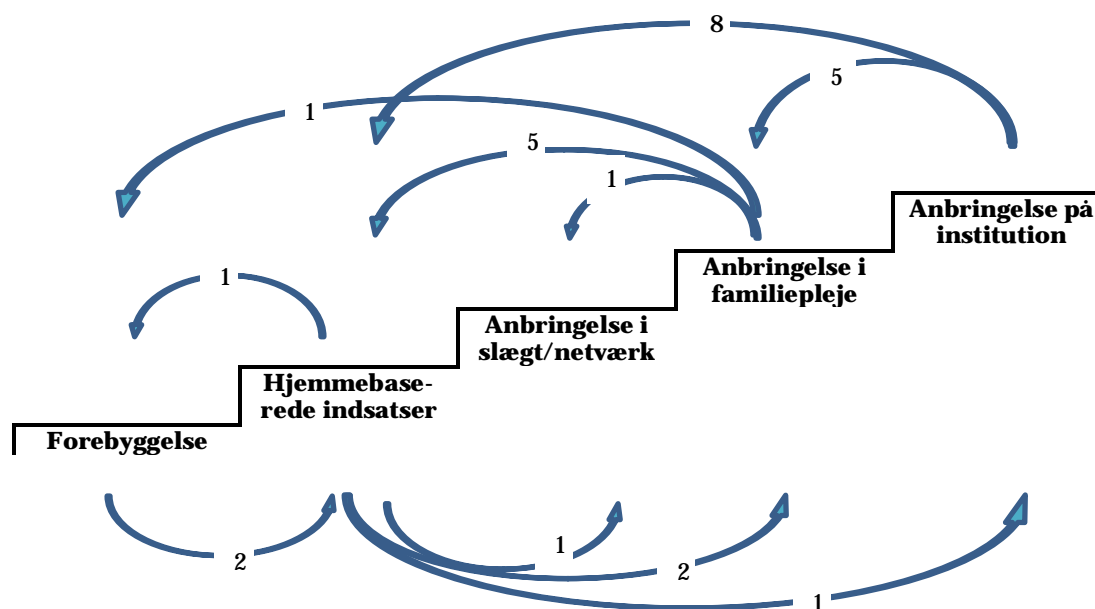 8
5
1
5
1
Anbringelse på
institution
Anbringelse i
familiepleje
1
Anbringelse i
slægt/netværk
Hjemmebase-
rede indsatser
Forebyggelse
2
1
2
1